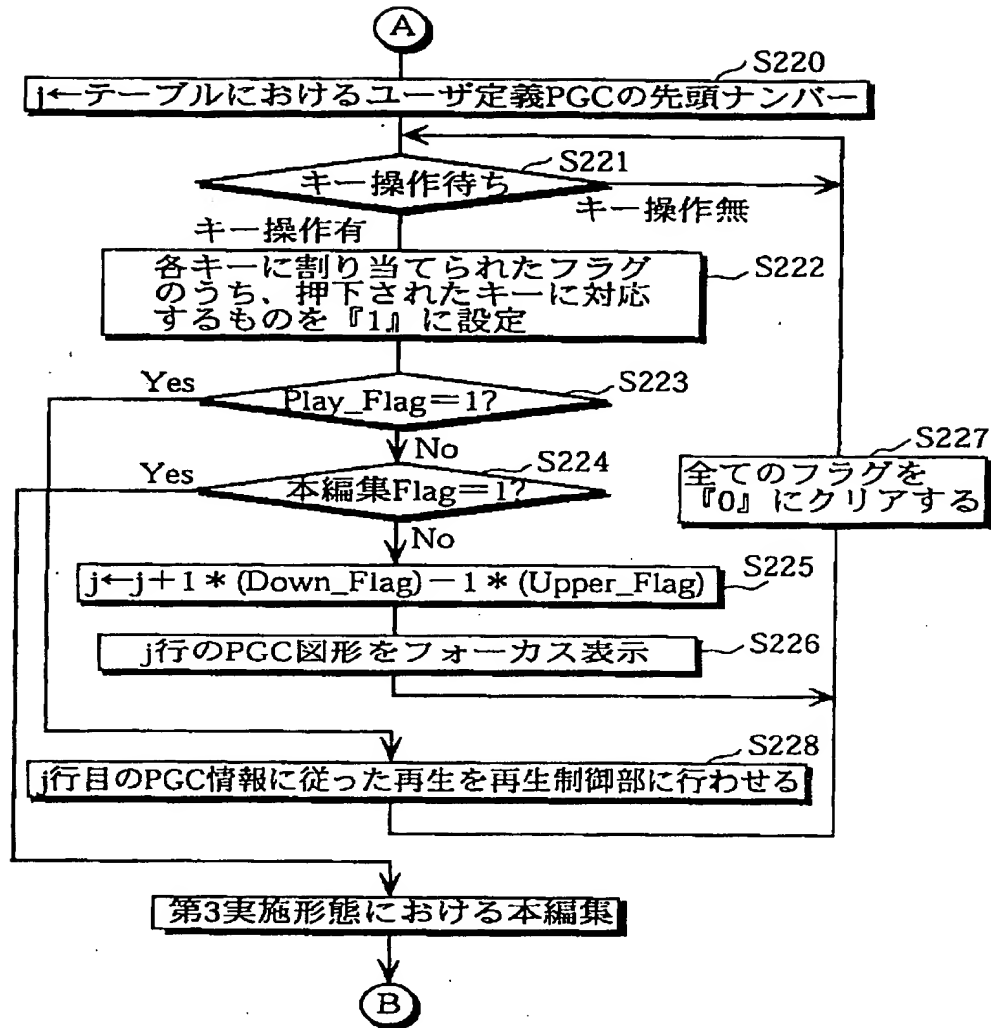 A
S220
j←テーブルにおけるユーザ定義PGCの先頭ナンバー
S221
キー操作待ち
キー操作無
キー操作有
S222
各キーに割り当てられたフラグ
のうち、押下されたキーに対応
するものを『1』に設定
Yes
S223
Play_Flag=1?
No
S227
Yes
S224
本編集Flag=1?
全てのフラグを
『0』にクリアする
No
S225
j←j+1*(Down_Flag)-1*(Upper_Flag)
S226
j行のPGC図形をフォーカス表示
S228
j行目のPGC情報に従った再生を再生制御部に行わせる
第3実施形態における本編集
B